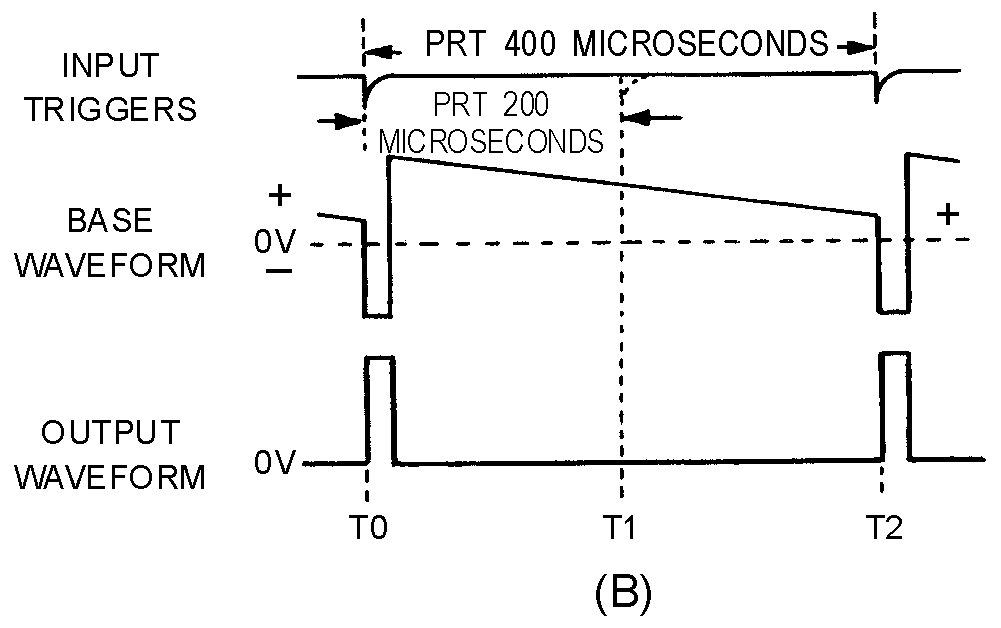 PRT 400 MICROSECONDS
INPUT
TRIGGERS
PRT 200
MICROSECONDS
+
BASE
0V
+
WAVEFORM
–
OUTPUT
WAVEFORM
0V
T0
T1
T2
(B)